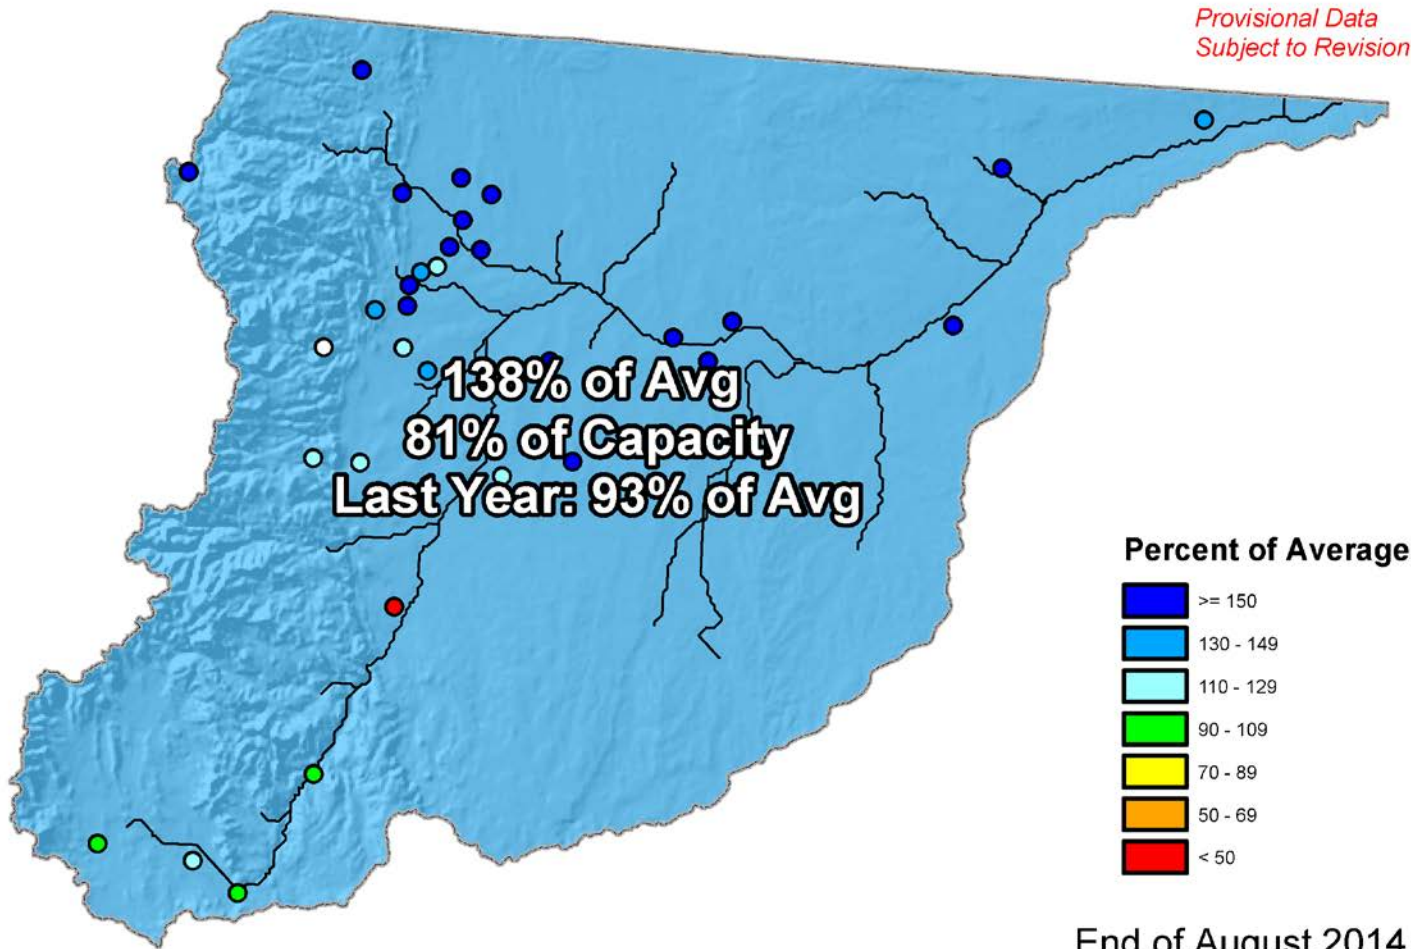 Provisional Data
Subject to Revision
138% of Avg
81% of Capacity
Last Year: 93% of Avg
Percent of Average
>= 150
130 - 149
110 - 129
90 - 109
70 - 89
50 - 69
< 50
End of August 2014